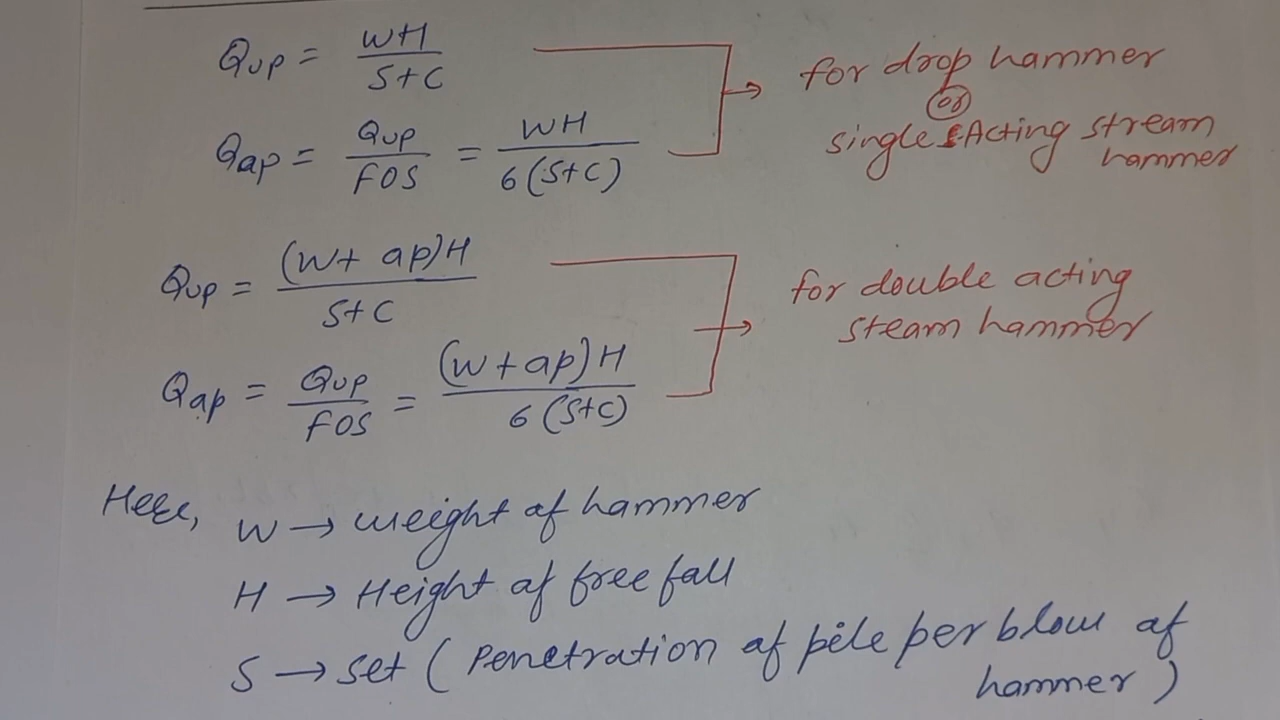 Qup = WH / S+C
for drop hammer
(or)
single Acting stream
hammer
Qap = Qup / FOS = WH / 6(S+C)
Qup = (W+ ap)H / S+C
for double acting
steam hammer
Qap = Qup / FOS = (W+ap)H / 6(S+C)
Here, W → weight of hammer
H → Height of free fall
S → set ( Penetration of pile per blow of
hammer )